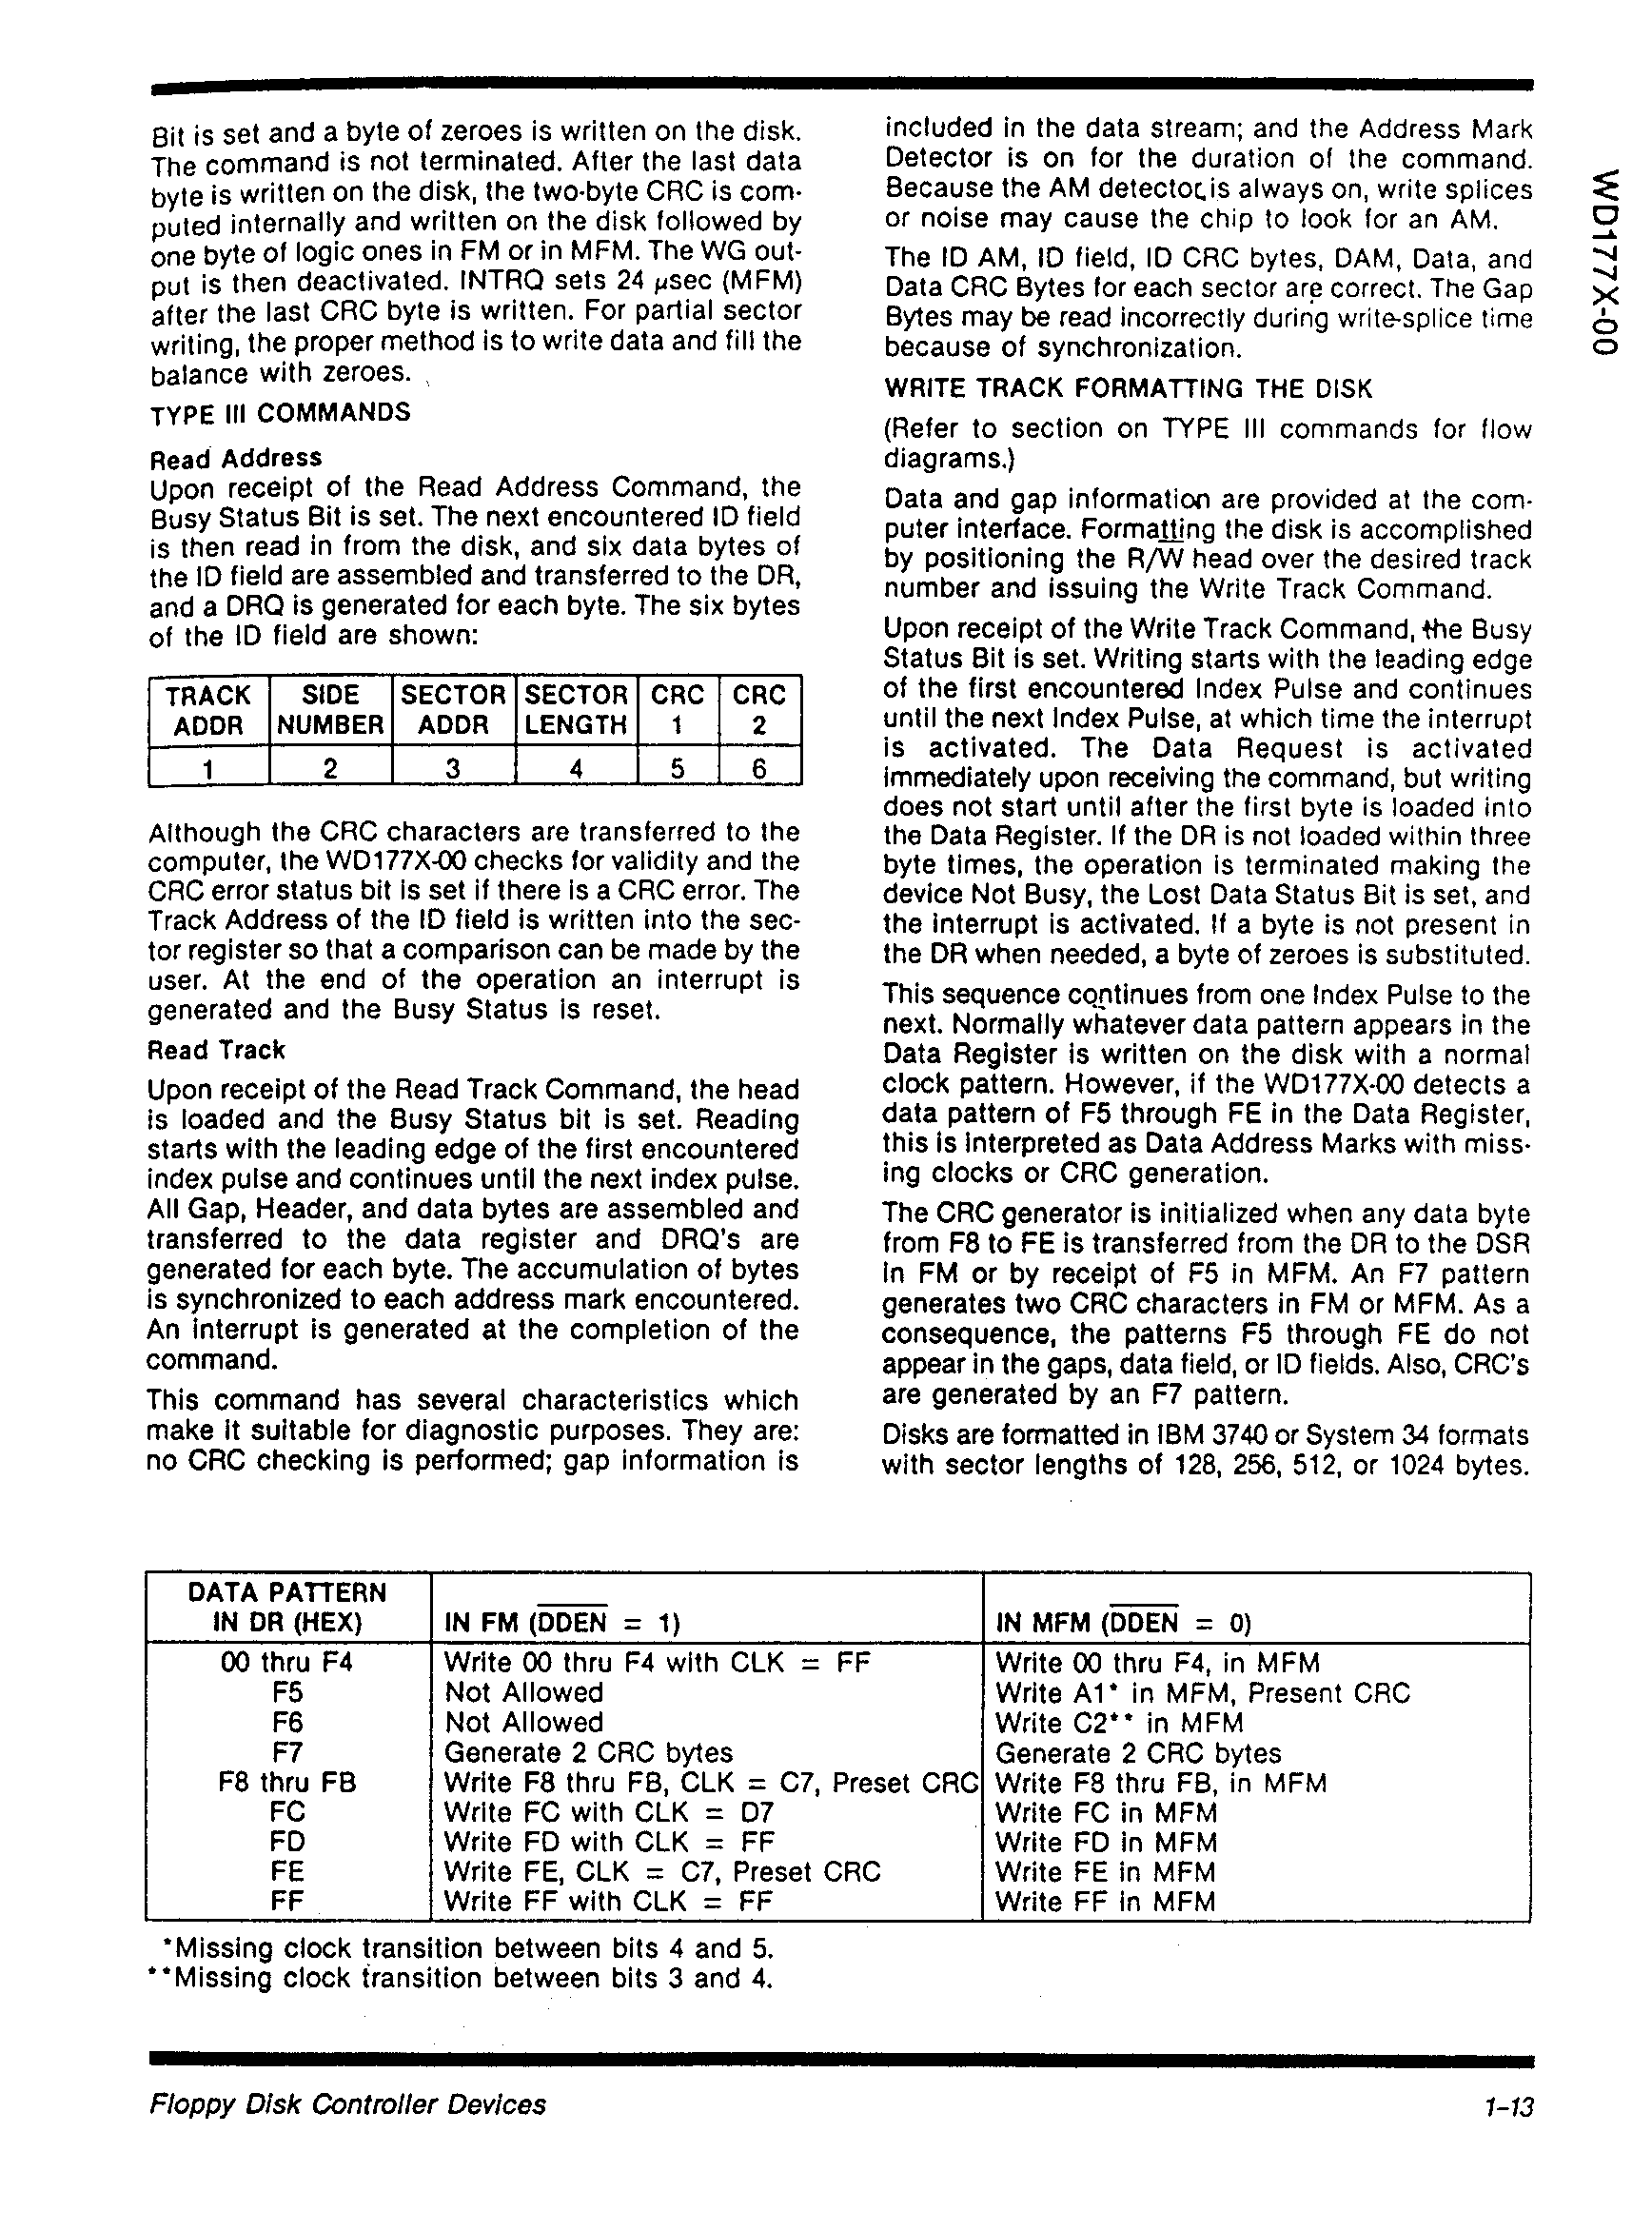 Bit is set and a byte of zeroes is written on the disk.
The command is not terminated. After the last data
byte is written on the disk, the two-byte CRC is com-
puted internally and written on the disk followed by
one byte of logic ones in FM or in MFM. The WG out-
put is then deactivated. INTRQ sets 24 µsec (MFM)
after the last CRC byte is written. For partial sector
writing, the proper method is to write data and fill the
balance with zeroes.
TYPE III COMMANDS
Read Address
Upon receipt of the Read Address Command, the
Busy Status Bit is set. The next encountered ID field
is then read in from the disk, and six data bytes of
the ID field are assembled and transferred to the DR,
and a DRQ is generated for each byte. The six bytes
of the ID field are shown:
TRACK SIDE SECTOR SECTOR CRC CRC
ADDR NUMBER ADDR LENGTH 1 2
1 2 3 4 5 6
Although the CRC characters are transferred to the
computer, the WD177X-00 checks for validity and the
CRC error status bit is set if there is a CRC error. The
Track Address of the ID field is written into the sec-
tor register so that a comparison can be made by the
user. At the end of the operation an interrupt is
generated and the Busy Status is reset.
Read Track
Upon receipt of the Read Track Command, the head
is loaded and the Busy Status bit is set. Reading
starts with the leading edge of the first encountered
index pulse and continues until the next index pulse.
All Gap, Header, and data bytes are assembled and
transferred to the data register and DRQ's are
generated for each byte. The accumulation of bytes
is synchronized to each address mark encountered.
An interrupt is generated at the completion of the
command.
This command has several characteristics which
make it suitable for diagnostic purposes. They are:
no CRC checking is performed; gap information is
included in the data stream; and the Address Mark
Detector is on for the duration of the command.
Because the AM detector is always on, write splices
or noise may cause the chip to look for an AM.
The ID AM, ID field, ID CRC bytes, DAM, Data, and
Data CRC Bytes for each sector are correct. The Gap
Bytes may be read incorrectly during write-splice time
because of synchronization.
WRITE TRACK FORMATTING THE DISK
(Refer to section on TYPE III commands for flow
diagrams.)
Data and gap information are provided at the com-
puter interface. Formatting the disk is accomplished
by positioning the R/W head over the desired track
number and issuing the Write Track Command.
Upon receipt of the Write Track Command, the Busy
Status Bit is set. Writing starts with the leading edge
of the first encountered Index Pulse and continues
until the next Index Pulse, at which time the interrupt
is activated. The Data Request is activated
immediately upon receiving the command, but writing
does not start until after the first byte is loaded into
the Data Register. If the DR is not loaded within three
byte times, the operation is terminated making the
device Not Busy, the Lost Data Status Bit is set, and
the interrupt is activated. If a byte is not present in
the DR when needed, a byte of zeroes is substituted.
This sequence continues from one Index Pulse to the
next. Normally whatever data pattern appears in the
Data Register is written on the disk with a normal
clock pattern. However, if the WD177X-00 detects a
data pattern of F5 through FE in the Data Register,
this is interpreted as Data Address Marks with miss-
ing clocks or CRC generation.
The CRC generator is initialized when any data byte
from F8 to FE is transferred from the DR to the DSR
in FM or by receipt of F5 in MFM. An F7 pattern
generates two CRC characters in FM or MFM. As a
consequence, the patterns F5 through FE do not
appear in the gaps, data field, or ID fields. Also, CRC's
are generated by an F7 pattern.
Disks are formatted in IBM 3740 or System 34 formats
with sector lengths of 128, 256, 512, or 1024 bytes.
WD177X-00
DATA PATTERN
IN DR (HEX) IN FM (DDEN = 1) IN MFM (DDEN = 0)
00 thru F4 Write 00 thru F4 with CLK = FF Write 00 thru F4, in MFM
F5 Not Allowed Write A1* in MFM, Present CRC
F6 Not Allowed Write C2** in MFM
F7 Generate 2 CRC bytes Generate 2 CRC bytes
F8 thru FB Write F8 thru FB, CLK = C7, Preset CRC Write F8 thru FB, in MFM
FC Write FC with CLK = D7 Write FC in MFM
FD Write FD with CLK = FF Write FD in MFM
FE Write FE, CLK = C7, Preset CRC Write FE in MFM
FF Write FF with CLK = FF Write FF in MFM
*Missing clock transition between bits 4 and 5.
**Missing clock transition between bits 3 and 4.
Floppy Disk Controller Devices 1-13